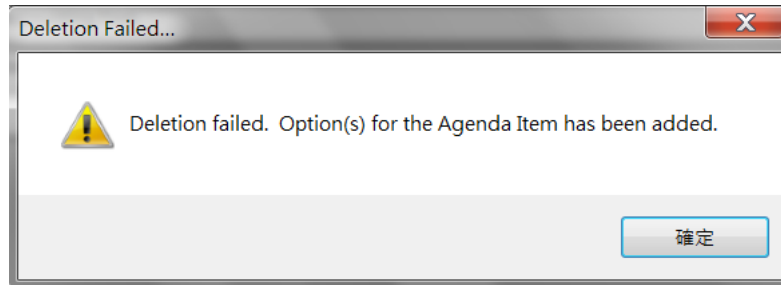 Deletion Failed...
Deletion failed.  Option(s) for the Agenda Item has been added.
確定